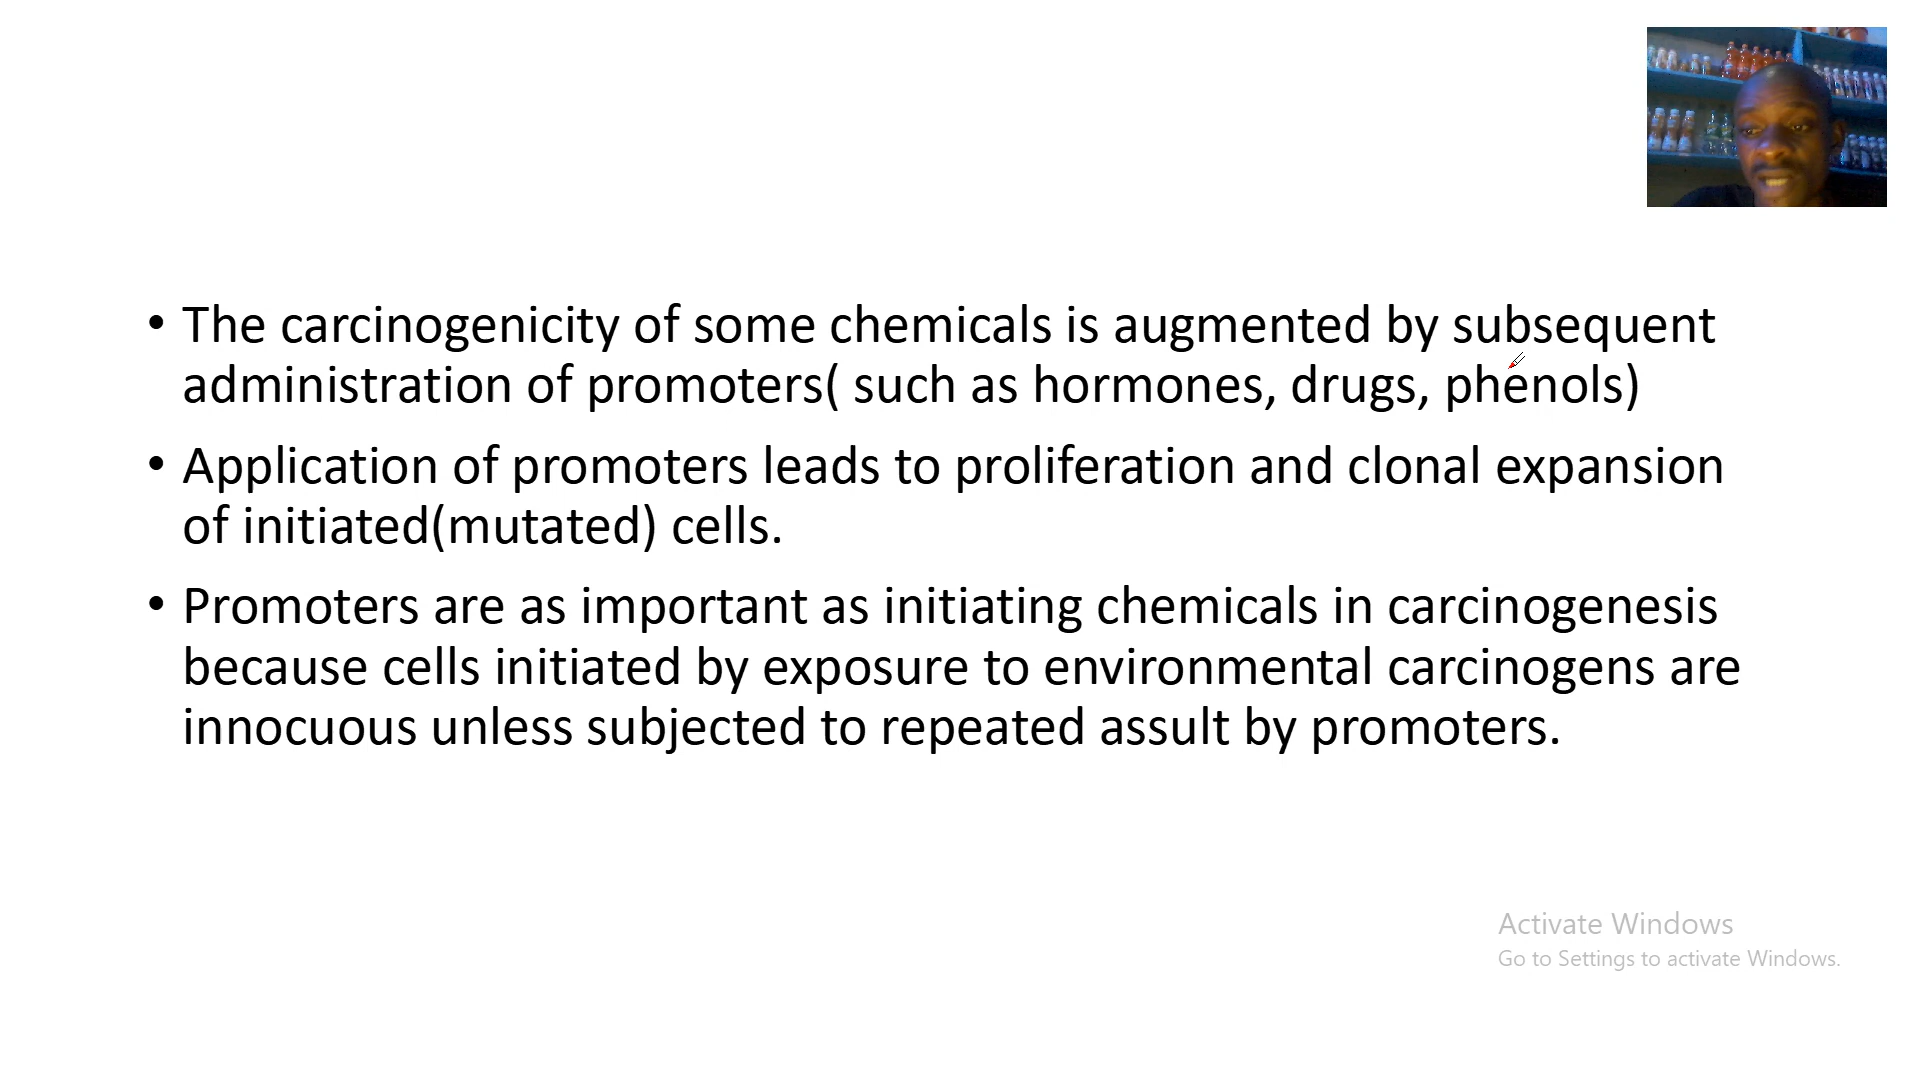 • The carcinogenicity of some chemicals is augmented by subsequent
administration of promoters( such as hormones, drugs, phenols)
• Application of promoters leads to proliferation and clonal expansion
of initiated(mutated) cells.
• Promoters are as important as initiating chemicals in carcinogenesis
because cells initiated by exposure to environmental carcinogens are
innocuous unless subjected to repeated assult by promoters.
Activate Windows
Go to Settings to activate Windows.